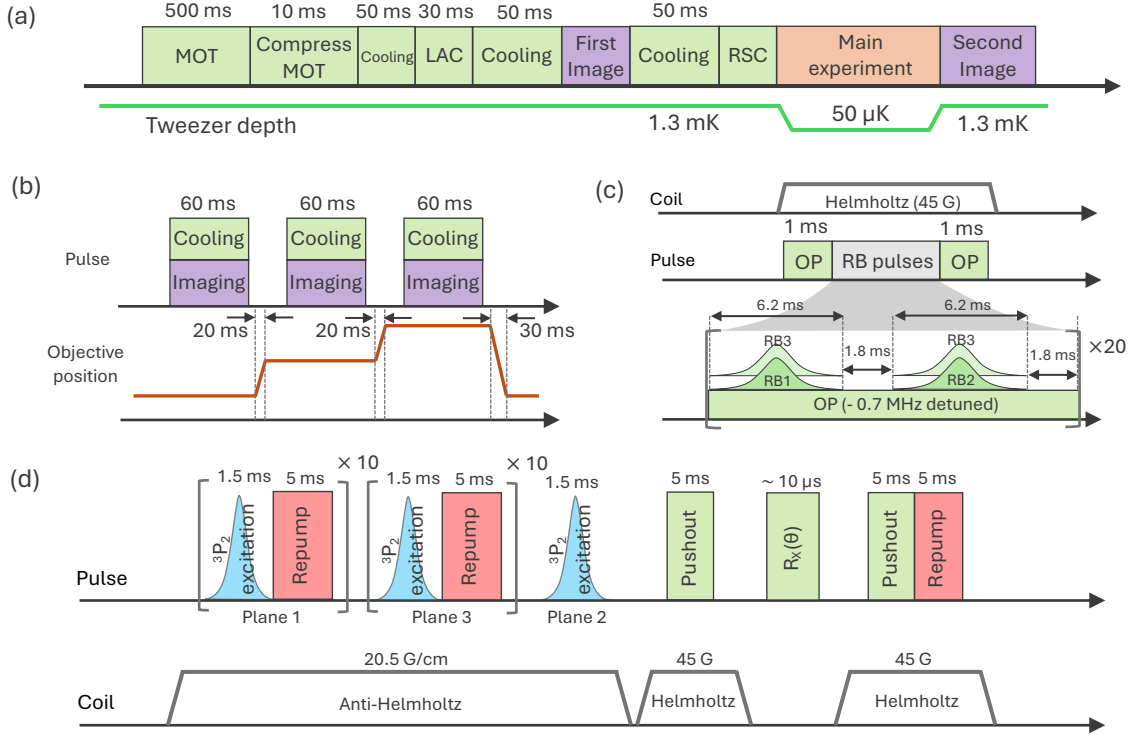 (a)
500 ms 10 ms 50 ms 30 ms 50 ms 50 ms
MOT Compress MOT Cooling LAC Cooling First Image Cooling RSC Main experiment Second Image
Tweezer depth 1.3 mK 50 µK 1.3 mK
(b)
60 ms 60 ms 60 ms
Cooling Cooling Cooling
Pulse
Imaging Imaging Imaging
20 ms 20 ms 30 ms
Objective position
(c)
Coil Helmholtz (45 G)
1 ms 1 ms
Pulse OP RB pulses OP
6.2 ms 6.2 ms
RB3 RB3
1.8 ms 1.8 ms ×20
RB1 RB2
OP (- 0.7 MHz detuned)
(d)
× 10 × 10
1.5 ms 5 ms 1.5 ms 5 ms 1.5 ms 5 ms ~ 10 µs 5 ms 5 ms
³P₂ excitation Repump ³P₂ excitation Repump ³P₂ excitation Pushout Rₓ(θ) Pushout Repump
Pulse
Plane 1 Plane 3 Plane 2
20.5 G/cm 45 G 45 G
Coil Anti-Helmholtz Helmholtz Helmholtz